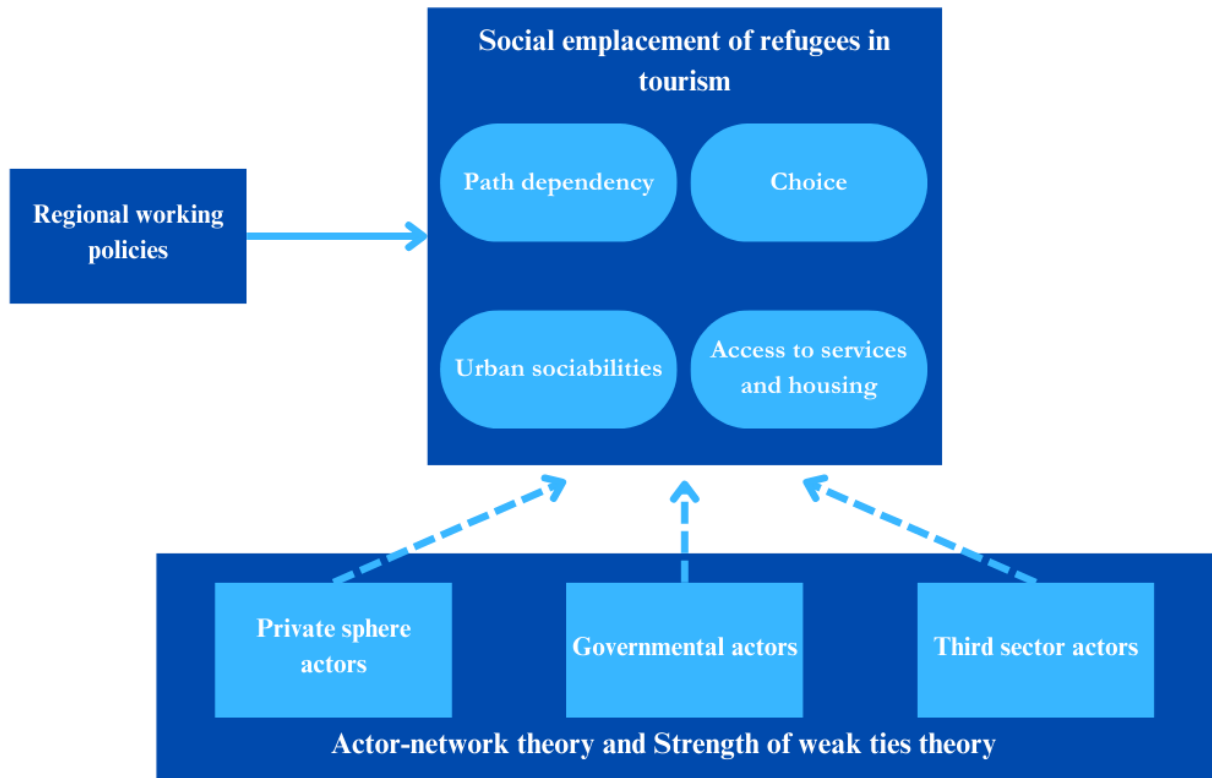 Social emplacement of refugees in
tourism
Path dependency
Choice
Regional working
policies
Urban sociabilities
Access to services
and housing
Private sphere
actors
Governmental actors
Third sector actors
Actor-network theory and Strength of weak ties theory